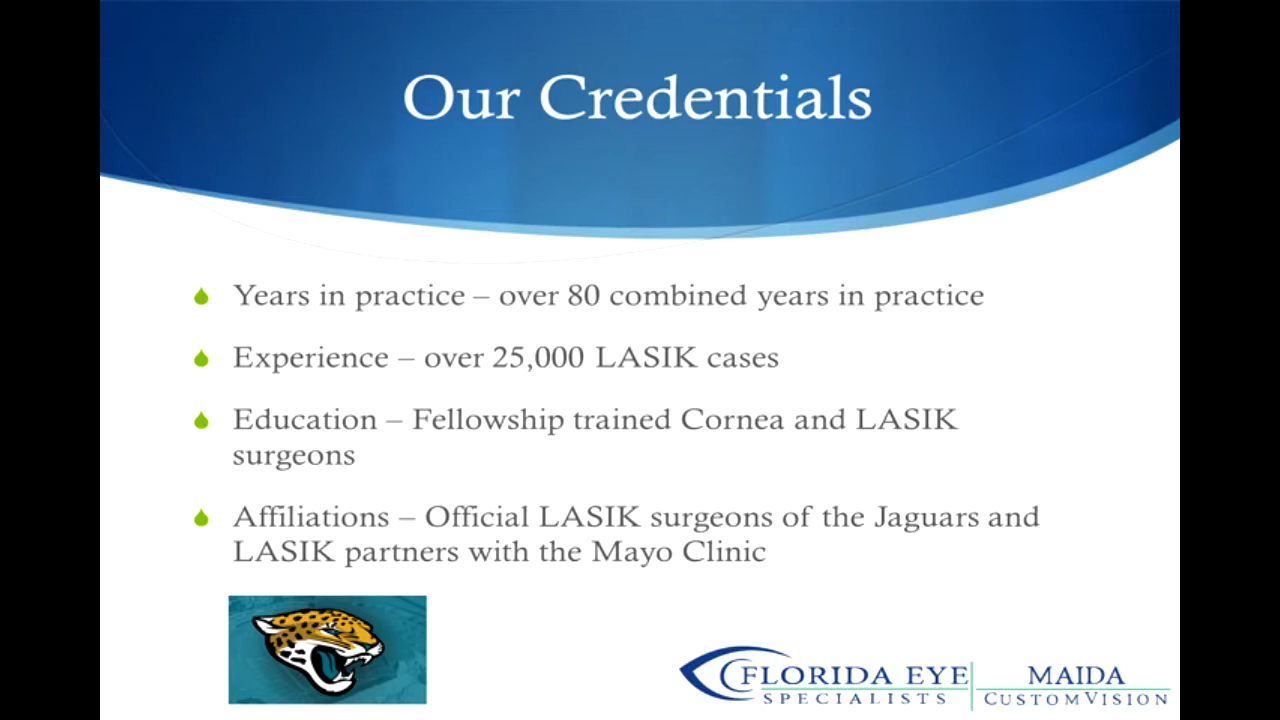 Our Credentials
Years in practice – over 80 combined years in practice
Experience – over 25,000 LASIK cases
Education – Fellowship trained Cornea and LASIK
surgeons
Affiliations – Official LASIK surgeons of the Jaguars and
LASIK partners with the Mayo Clinic
FLORIDA EYE
SPECIALISTS
MAIDA
CUSTOMVISION